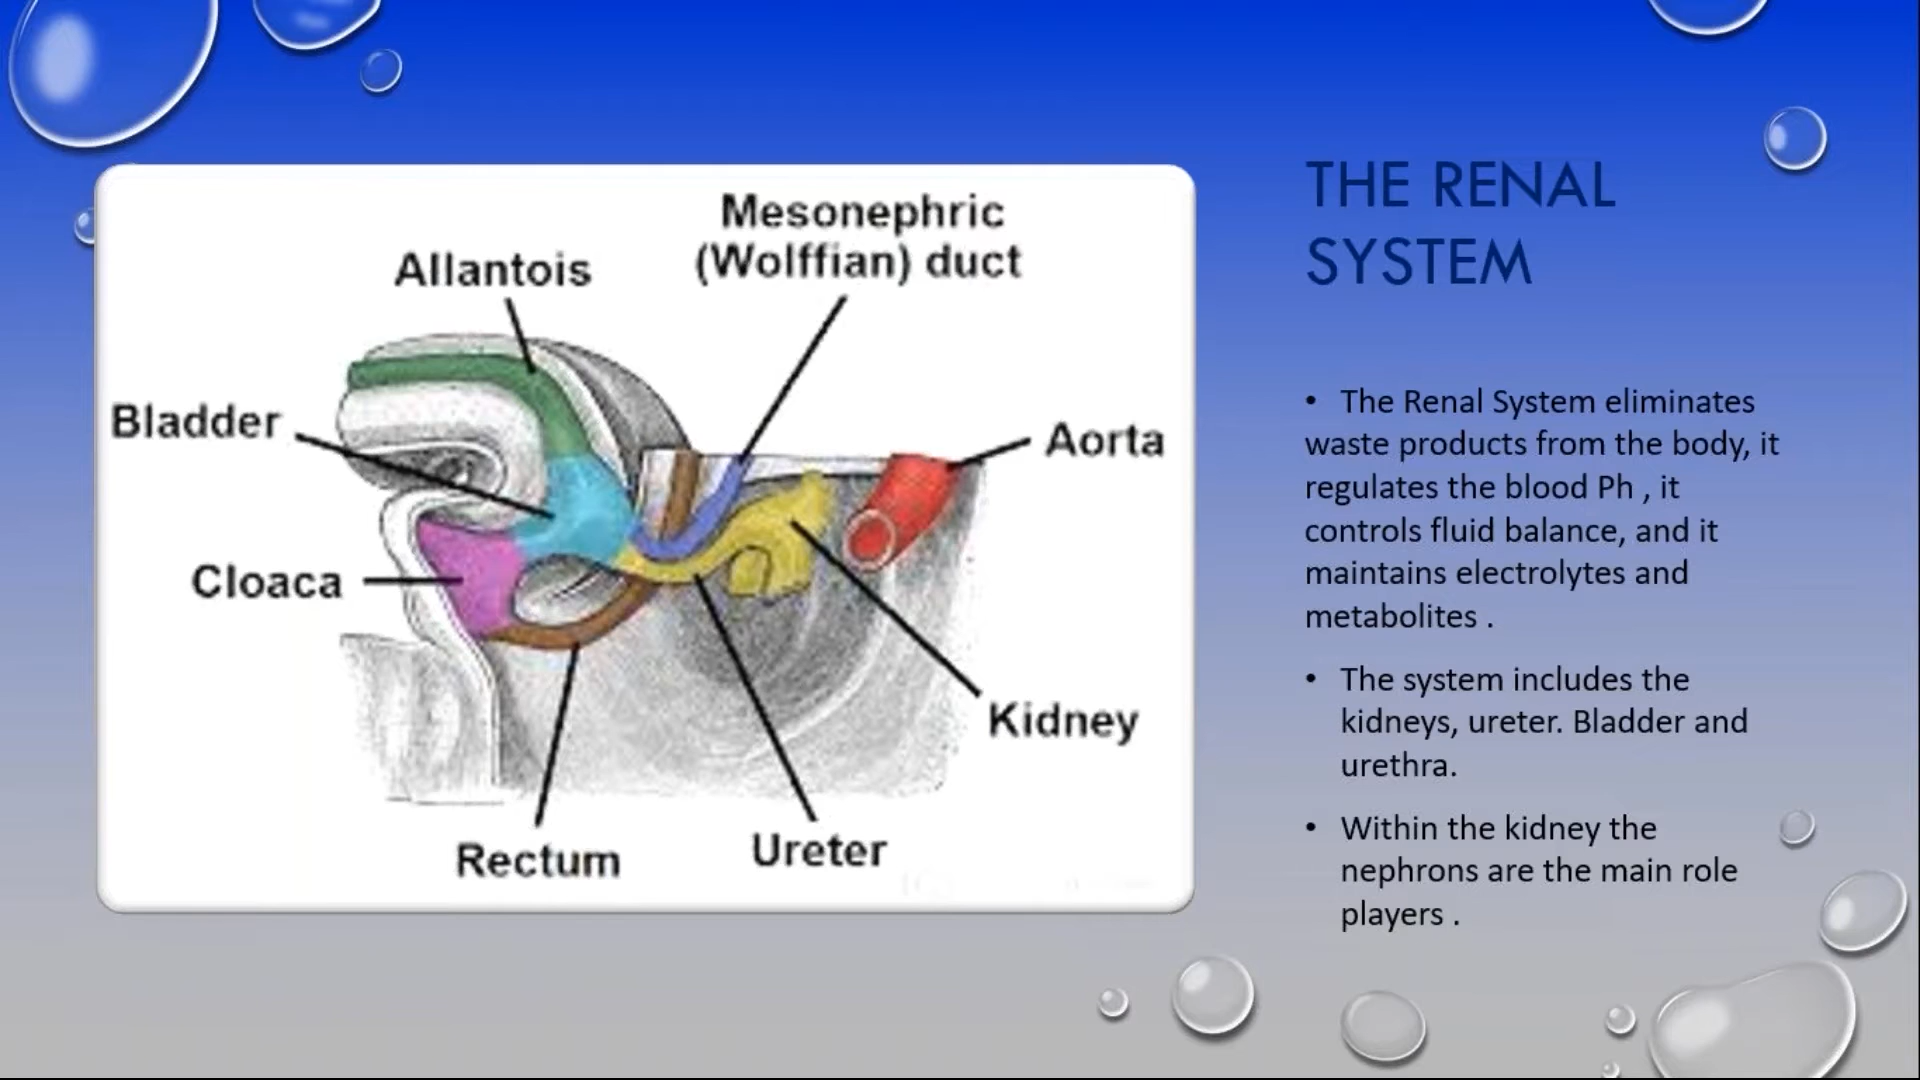 Mesonephric
(Wolffian) duct
Allantois
Bladder
Aorta
Cloaca
Kidney
Rectum
Ureter
THE RENAL
SYSTEM
• The Renal System eliminates
waste products from the body, it
regulates the blood Ph , it
controls fluid balance, and it
maintains electrolytes and
metabolites .
• The system includes the
kidneys, ureter. Bladder and
urethra.
• Within the kidney the
nephrons are the main role
players .